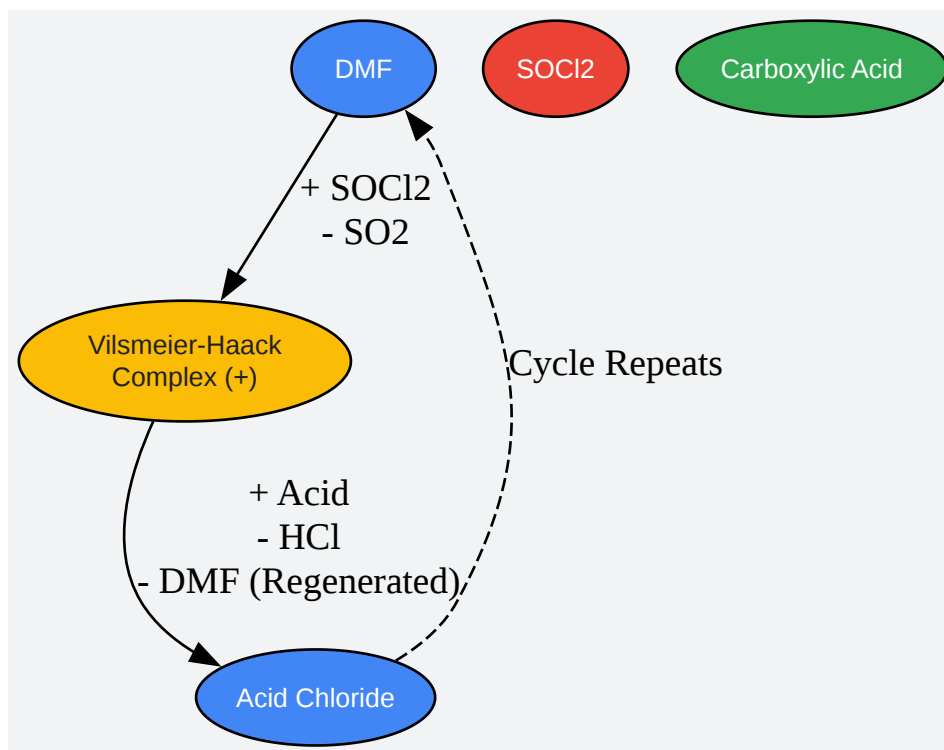 DMF
SOCl2
Carboxylic Acid
+ SOCl2
- SO2
Vilsmeier-Haack
Complex (+)
Cycle Repeats
+ Acid
- HCl
- DMF (Regenerated)
Acid Chloride